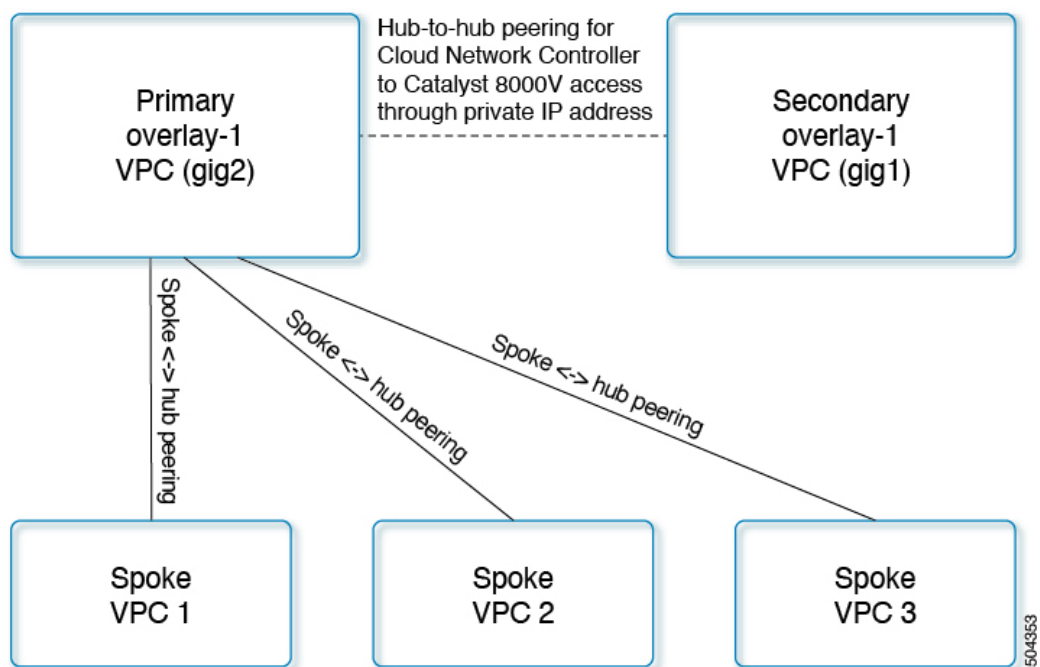 Primary
overlay-1
VPC (gig2)
Hub-to-hub peering for
Cloud Network Controller
to Catalyst 8000V access
through private IP address
Secondary
overlay-1
VPC (gig1)
Spoke <-> hub peering
Spoke <-> hub peering
Spoke <-> hub peering
Spoke
VPC 1
Spoke
VPC 2
Spoke
VPC 3
504353